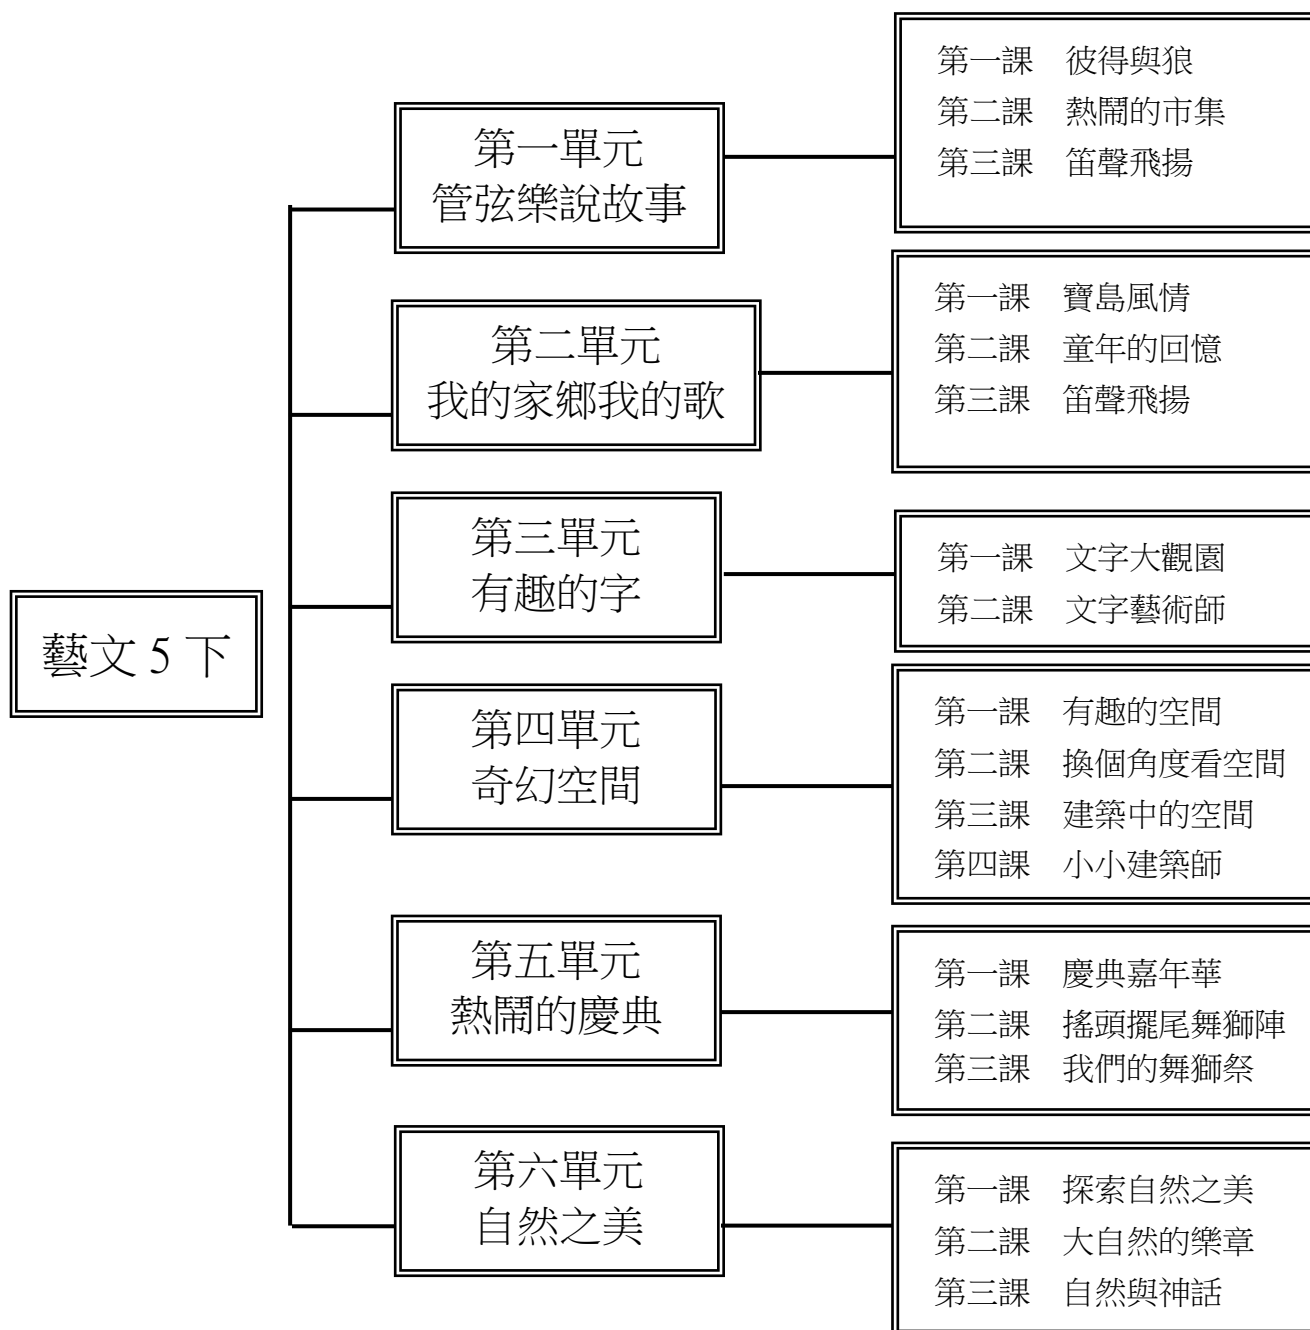 藝文 5 下
第一單元
管弦樂說故事
第一課 彼得與狼
第二課 熱鬧的市集
第三課 笛聲飛揚
第二單元
我的家鄉我的歌
第一課 寶島風情
第二課 童年的回憶
第三課 笛聲飛揚
第三單元
有趣的字
第一課 文字大觀園
第二課 文字藝術師
第四單元
奇幻空間
第一課 有趣的空間
第二課 換個角度看空間
第三課 建築中的空間
第四課 小小建築師
第五單元
熱鬧的慶典
第一課 慶典嘉年華
第二課 搖頭擺尾舞獅陣
第三課 我們的舞獅祭
第六單元
自然之美
第一課 探索自然之美
第二課 大自然的樂章
第三課 自然與神話